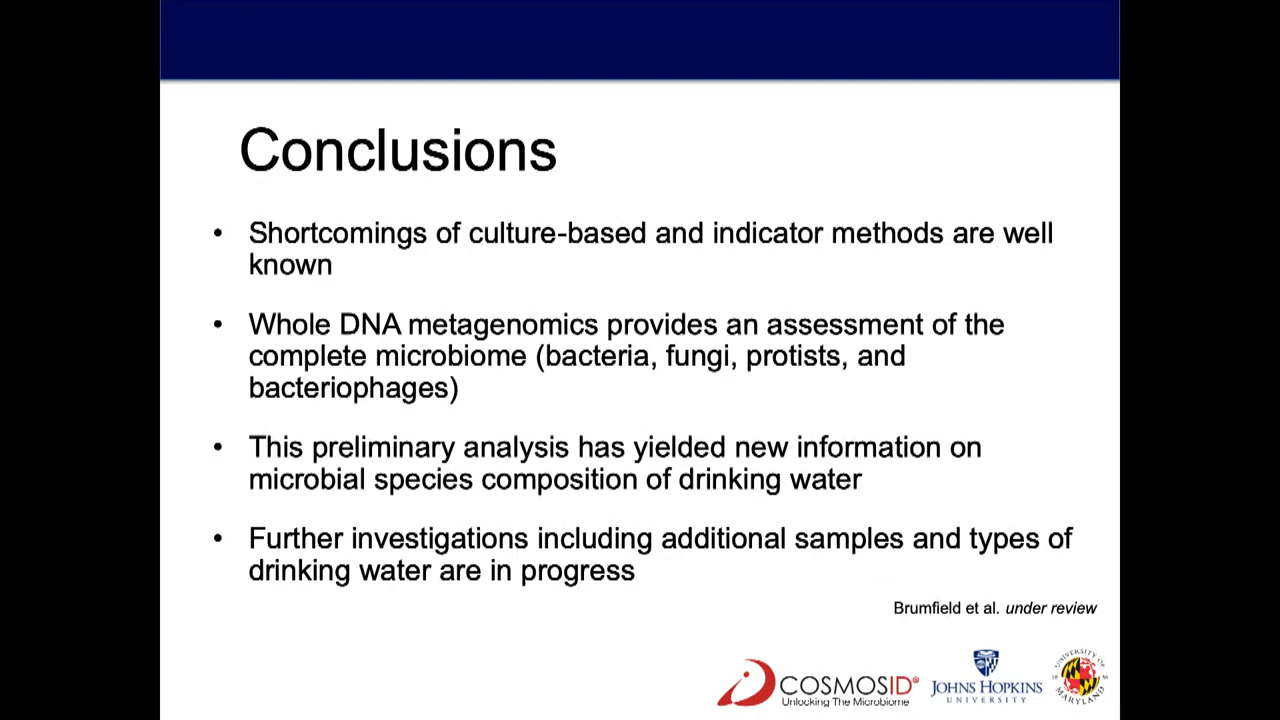 Conclusions
• Shortcomings of culture-based and indicator methods are well
known
• Whole DNA metagenomics provides an assessment of the
complete microbiome (bacteria, fungi, protists, and
bacteriophages)
• This preliminary analysis has yielded new information on
microbial species composition of drinking water
• Further investigations including additional samples and types of
drinking water are in progress
Brumfield et al. under review
COSMOSID®
Unlocking The Microbiome
JOHNS HOPKINS
UNIVERSITY
UNIVERSITY OF
MARYLAND